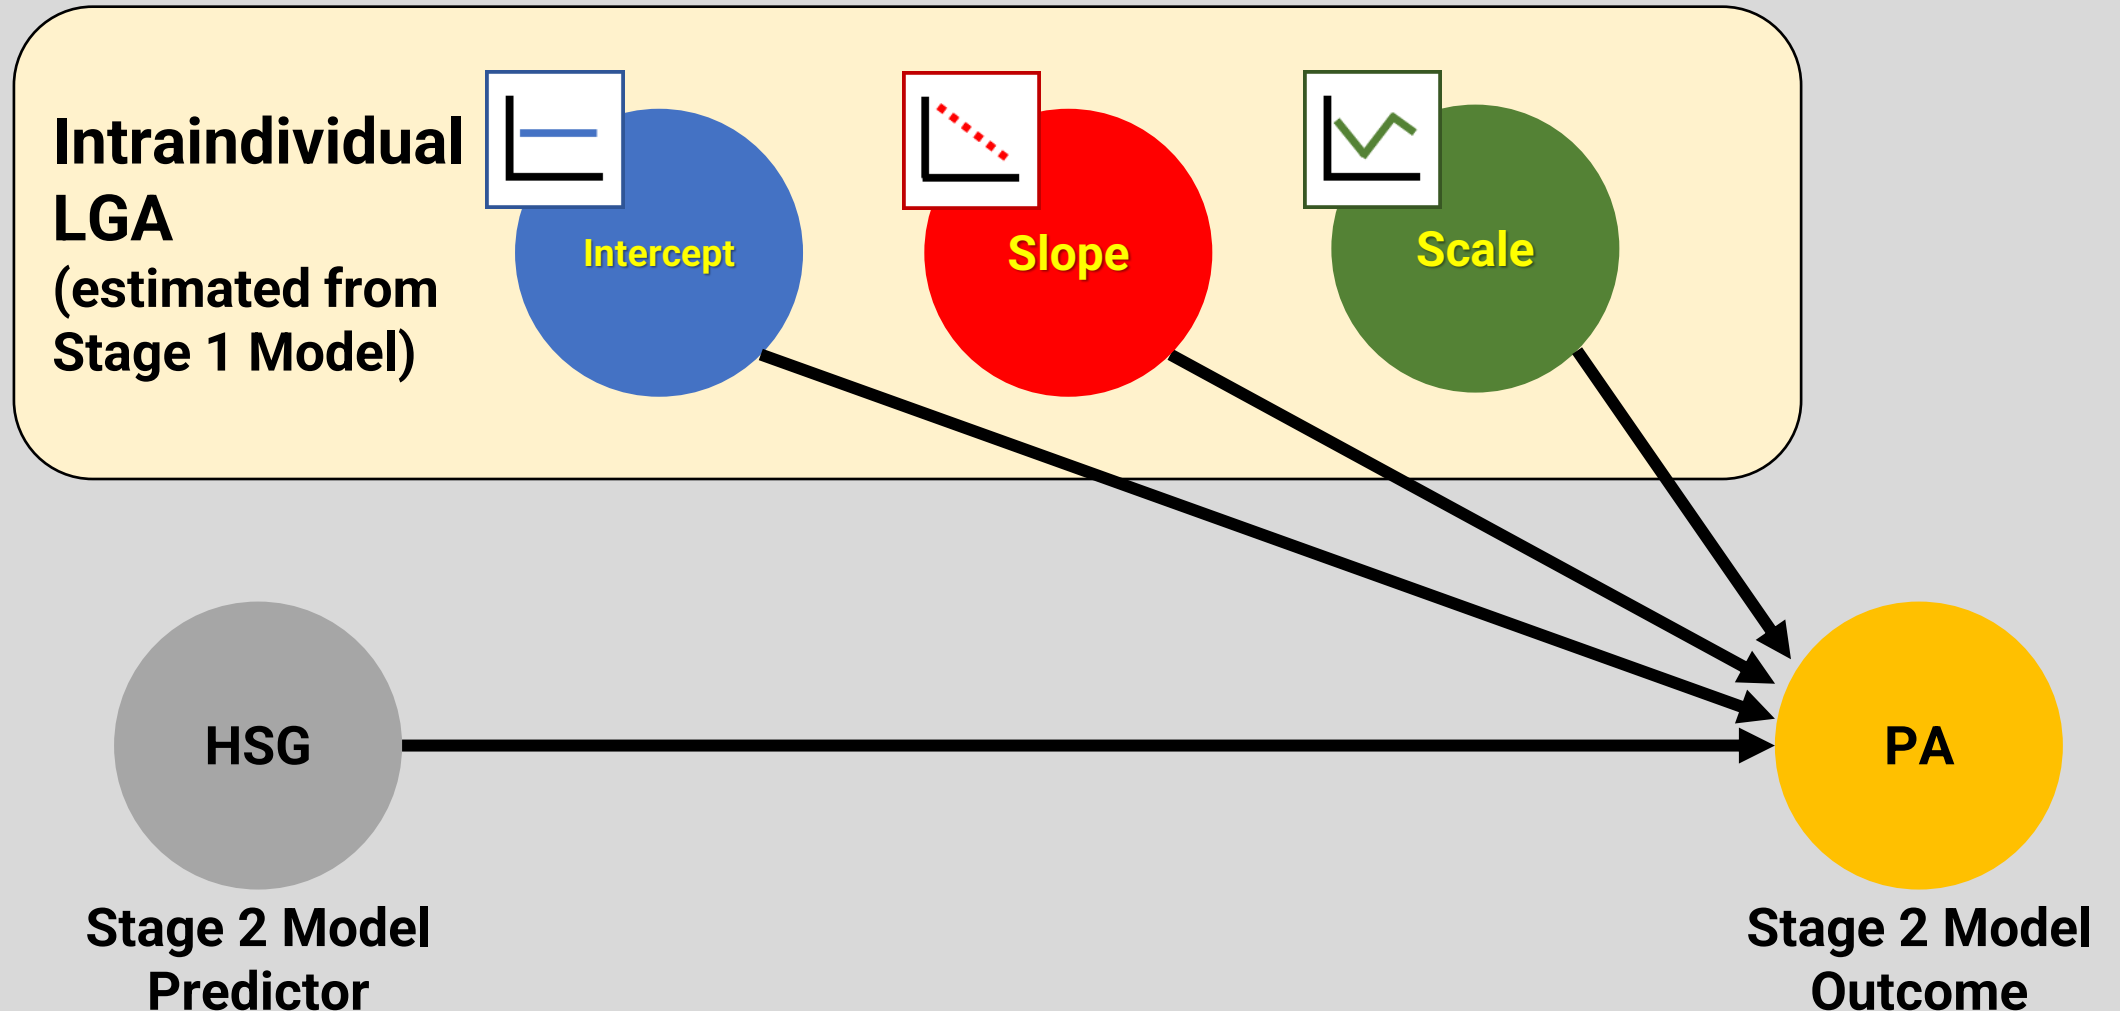 Intraindividual
LGA
(estimated from
Stage 1 Model)
Intercept
Slope
Scale
HSG
PA
Stage 2 Model
Predictor
Stage 2 Model
Outcome